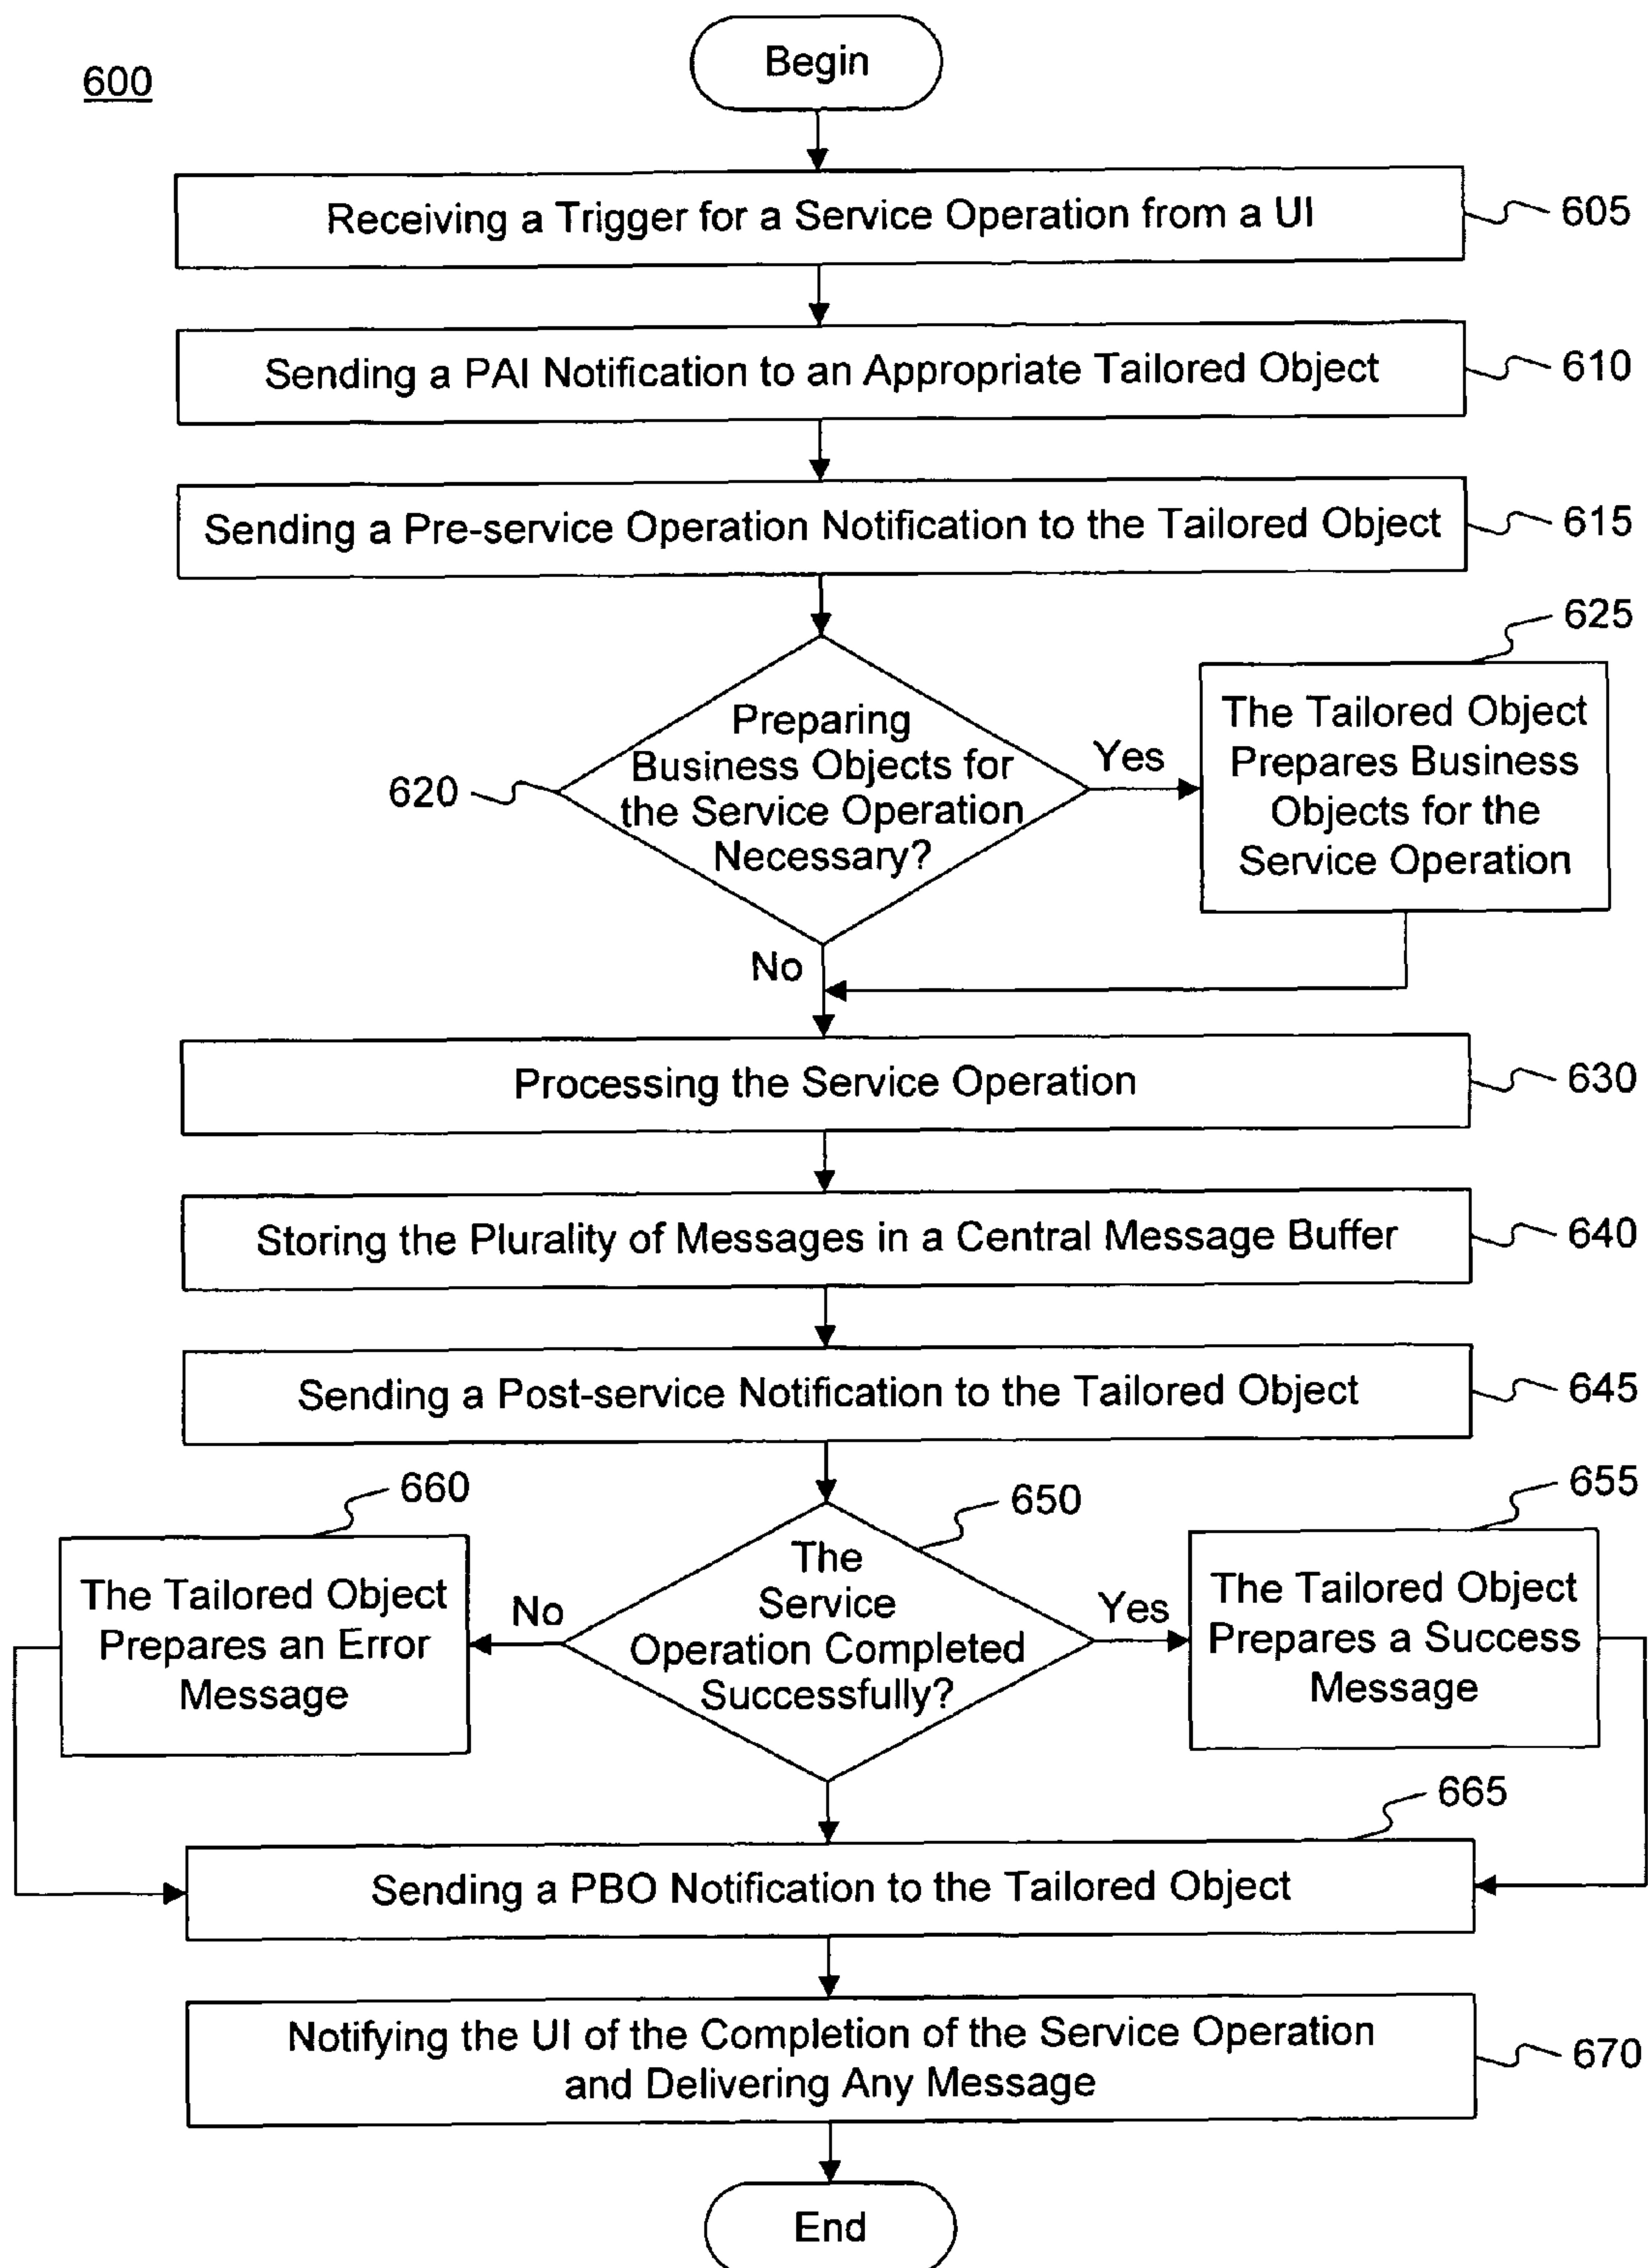 600
Begin
Receiving a Trigger for a Service Operation from a UI
605
Sending a PAI Notification to an Appropriate Tailored Object
610
Sending a Pre-service Operation Notification to the Tailored Object
615
620
Preparing
Business Objects for
the Service Operation
Necessary?
Yes
No
625
The Tailored Object
Prepares Business
Objects for the
Service Operation
Processing the Service Operation
630
Storing the Plurality of Messages in a Central Message Buffer
640
Sending a Post-service Notification to the Tailored Object
645
650
The
Service
Operation Completed
Successfully?
No
Yes
660
The Tailored Object
Prepares an Error
Message
655
The Tailored Object
Prepares a Success
Message
665
Sending a PBO Notification to the Tailored Object
Notifying the UI of the Completion of the Service Operation
and Delivering Any Message
670
End